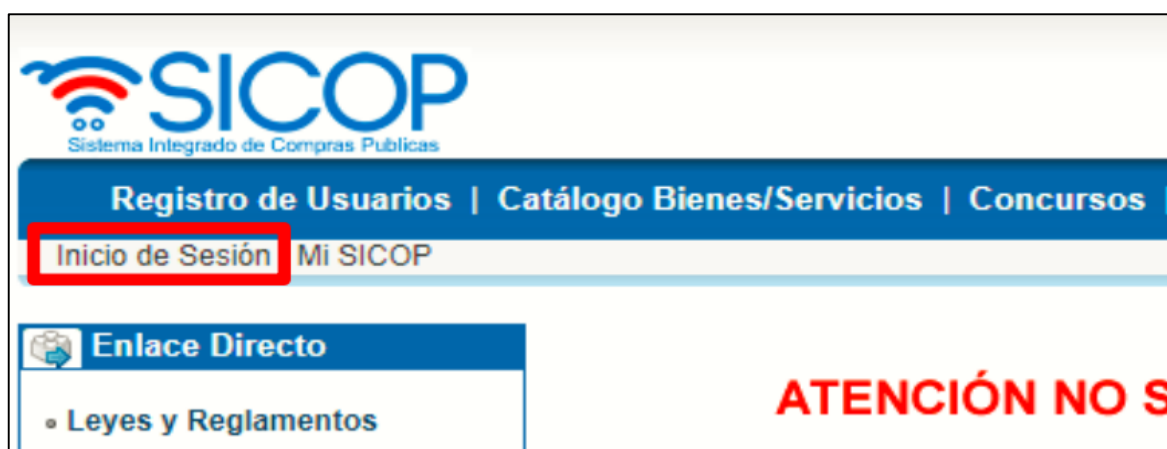 SICOP
Sistema Integrado de Compras Publicas
Registro de Usuarios | Catálogo Bienes/Servicios | Concursos
Inicio de Sesión Mi SICOP
Enlace Directo
Leyes y Reglamentos
ATENCIÓN NO S